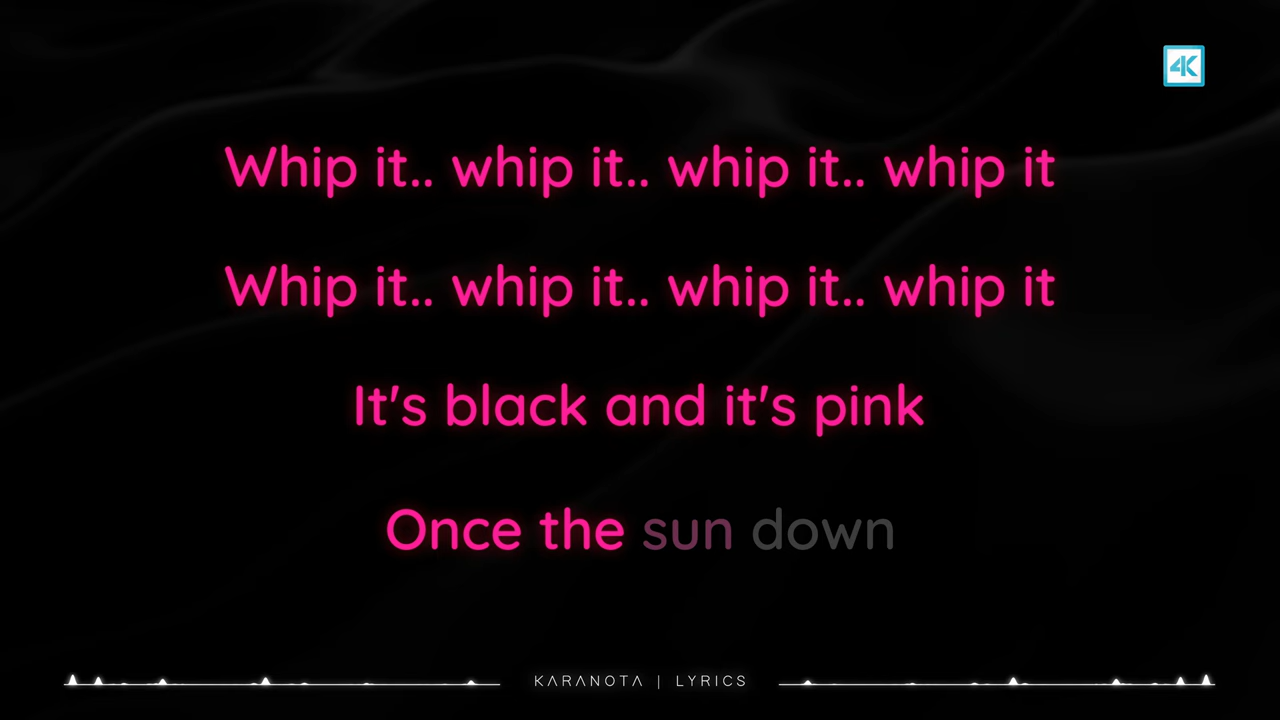 4K
Whip it.. whip it.. whip it.. whip it
Whip it.. whip it.. whip it.. whip it
It's black and it's pink
Once the sun down
KARANOTA | LYRICS